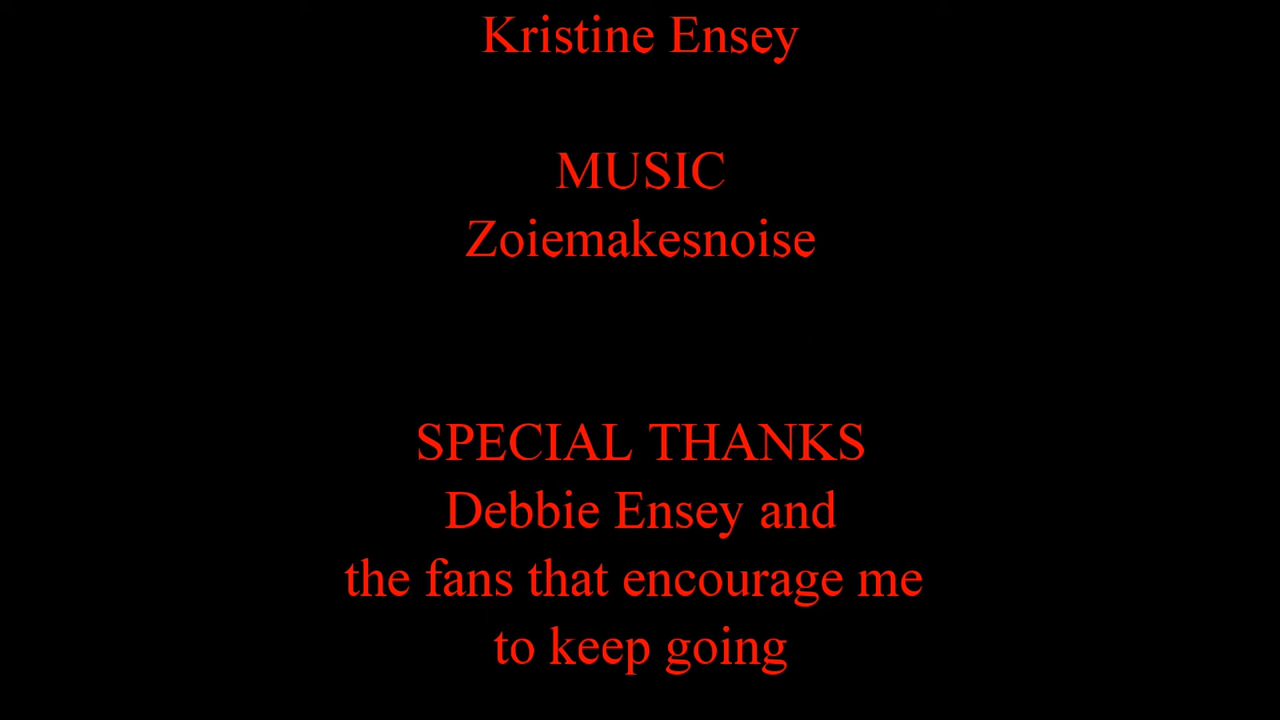 Kristine Ensey
MUSIC
Zoiemakesnoise
SPECIAL THANKS
Debbie Ensey and
the fans that encourage me
to keep going